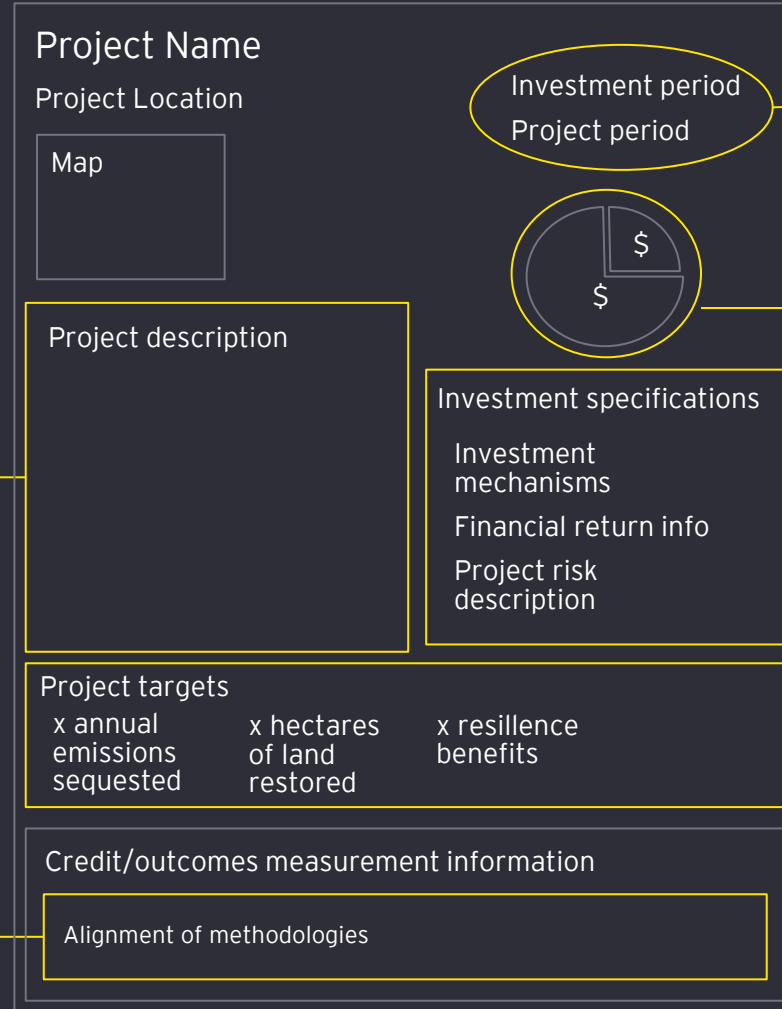 Project Name
Project Location
Investment period
Project period
Map
$
$
Project description
Investment specifications
Investment
mechanisms
Financial return info
Project risk
description
Project targets
x annual
emissions
sequested
x hectares
of land
restored
x resillence
benefits
Credit/outcomes measurement information
Alignment of methodologies